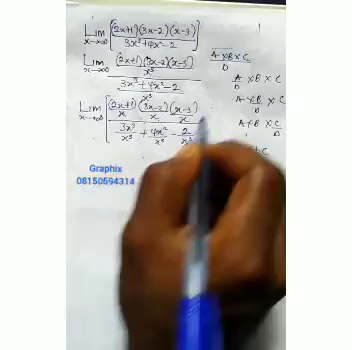 Lim x→∞ [(2x+1)(3x-2)(x-3) / 3x³+4x²-2]
Lim x→∞ (2x+1)(3x-2)(x-3) / x³
3x³+4x²-2 / x³
Lim x→∞ [(2x+1)/x (3x-2)/x (x-3)/x
3x³/x³ + 4x²/x³ - 2/x³
A×B×C / D
A/D × B × C
A × B/D × C
A × B × C/D
Graphix
08150594314